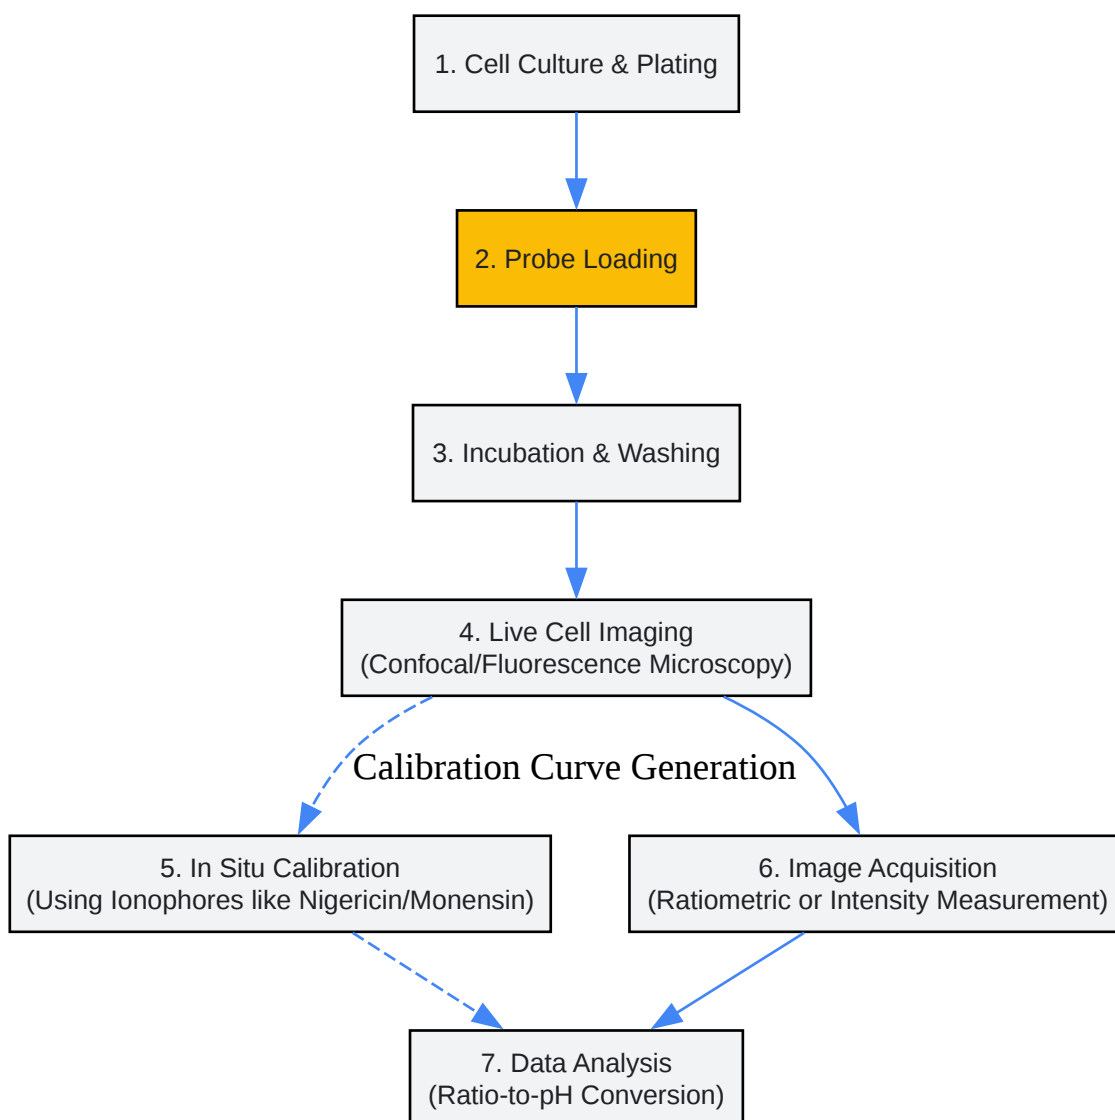 1. Cell Culture & Plating
2. Probe Loading
3. Incubation & Washing
4. Live Cell Imaging
(Confocal/Fluorescence Microscopy)
Calibration Curve Generation
5. In Situ Calibration
(Using Ionophores like Nigericin/Monensin)
6. Image Acquisition
(Ratiometric or Intensity Measurement)
7. Data Analysis
(Ratio-to-pH Conversion)